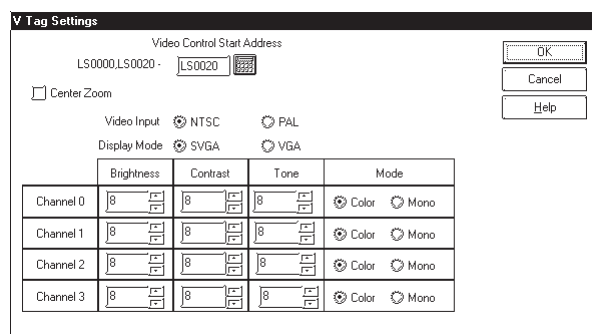 V Tag Settings
Video Control Start Address
LS0000,LS0020 - LS0020
OK
Cancel
Help
Center Zoom
Video Input NTSC PAL
Display Mode SVGA VGA
Brightness Contrast Tone Mode
Channel 0 8 8 8 Color Mono
Channel 1 8 8 8 Color Mono
Channel 2 8 8 8 Color Mono
Channel 3 8 8 8 Color Mono